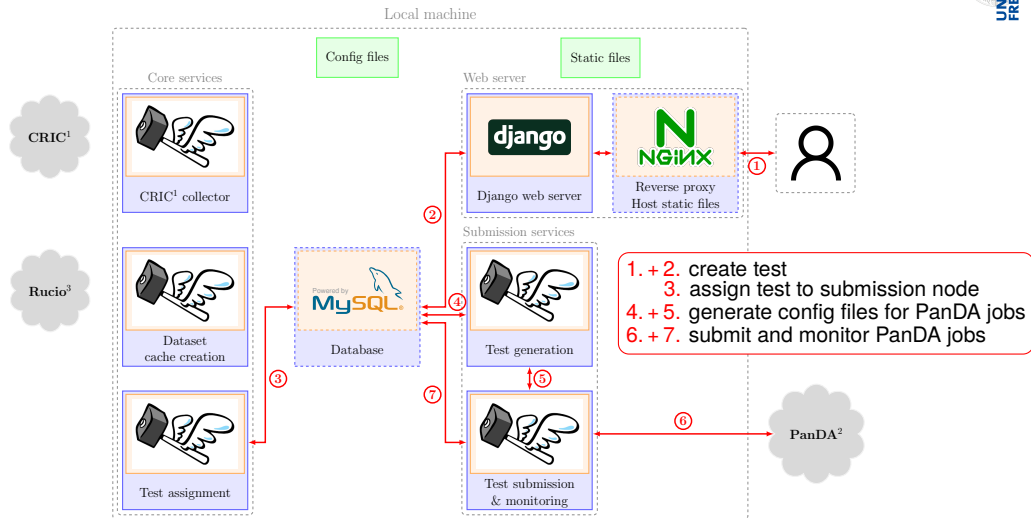 UNI
FRE
Local machine
Config files
Static files
Core services
Web server
CRIC¹
django
NGiNX
①
CRIC¹ collector
Django web server
Reverse proxy
Host static files
②
Submission services
Rucio³
Powered by
MySQL®
④
1. + 2. create test
3. assign test to submission node
4. + 5. generate config files for PanDA jobs
6. + 7. submit and monitor PanDA jobs
Dataset
cache creation
Database
Test generation
③
⑤
⑦
⑥
PanDA²
Test assignment
Test submission
& monitoring